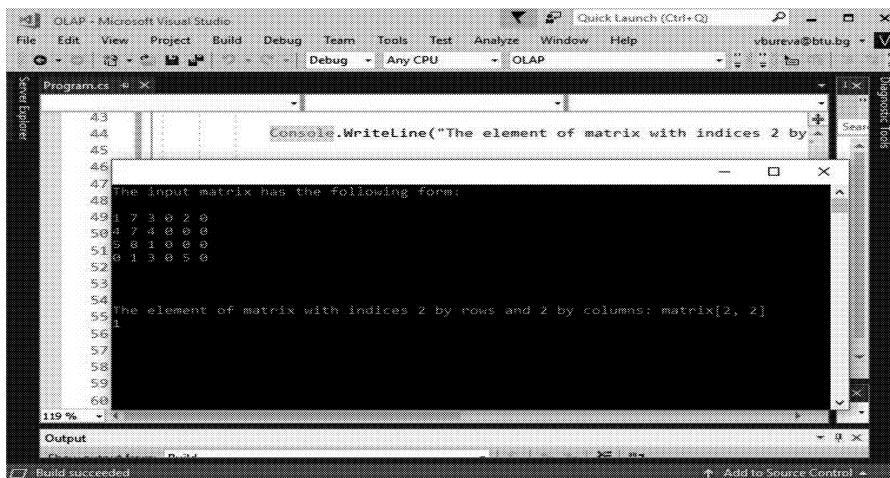 OLAP - Microsoft Visual Studio
Quick Launch (Ctrl+Q)
File Edit View Project Build Debug Team Tools Test Analyze Window Help
vbureva@btu.bg
Debug Any CPU OLAP
Server Explorer
Program.cs
Diagnostic Tools
43
44 Console.WriteLine("The element of matrix with indices 2 by
Sear
45
46
47
The input matrix has the following form:
48
49 1 7 3 0 2 0
50 4 7 4 0 0 0
51 5 8 1 0 0 0
52 0 1 3 0 5 0
53
54
55 The element of matrix with indices 2 by rows and 2 by columns: matrix[2, 2]
1
56
57
58
59
60
119 %
Output
Build
Build succeeded
Add to Source Control